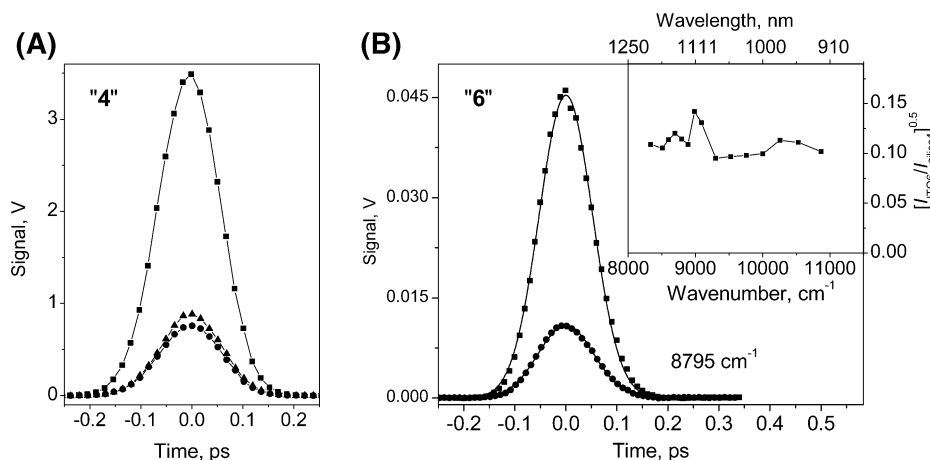 (A)
"4"
3
2
1
0
-0.2 -0.1 0.0 0.1 0.2
Signal, V
Time, ps
(B)
"6"
0.045
0.030
0.015
0.000
-0.2 -0.1 0.0 0.1 0.2 0.3 0.4 0.5
Signal, V
Time, ps
8795 cm-1
Wavelength, nm
1250 1111 1000 910
0.15
0.10
0.05
0.00
8000 9000 10000 11000
Wavenumber, cm-1